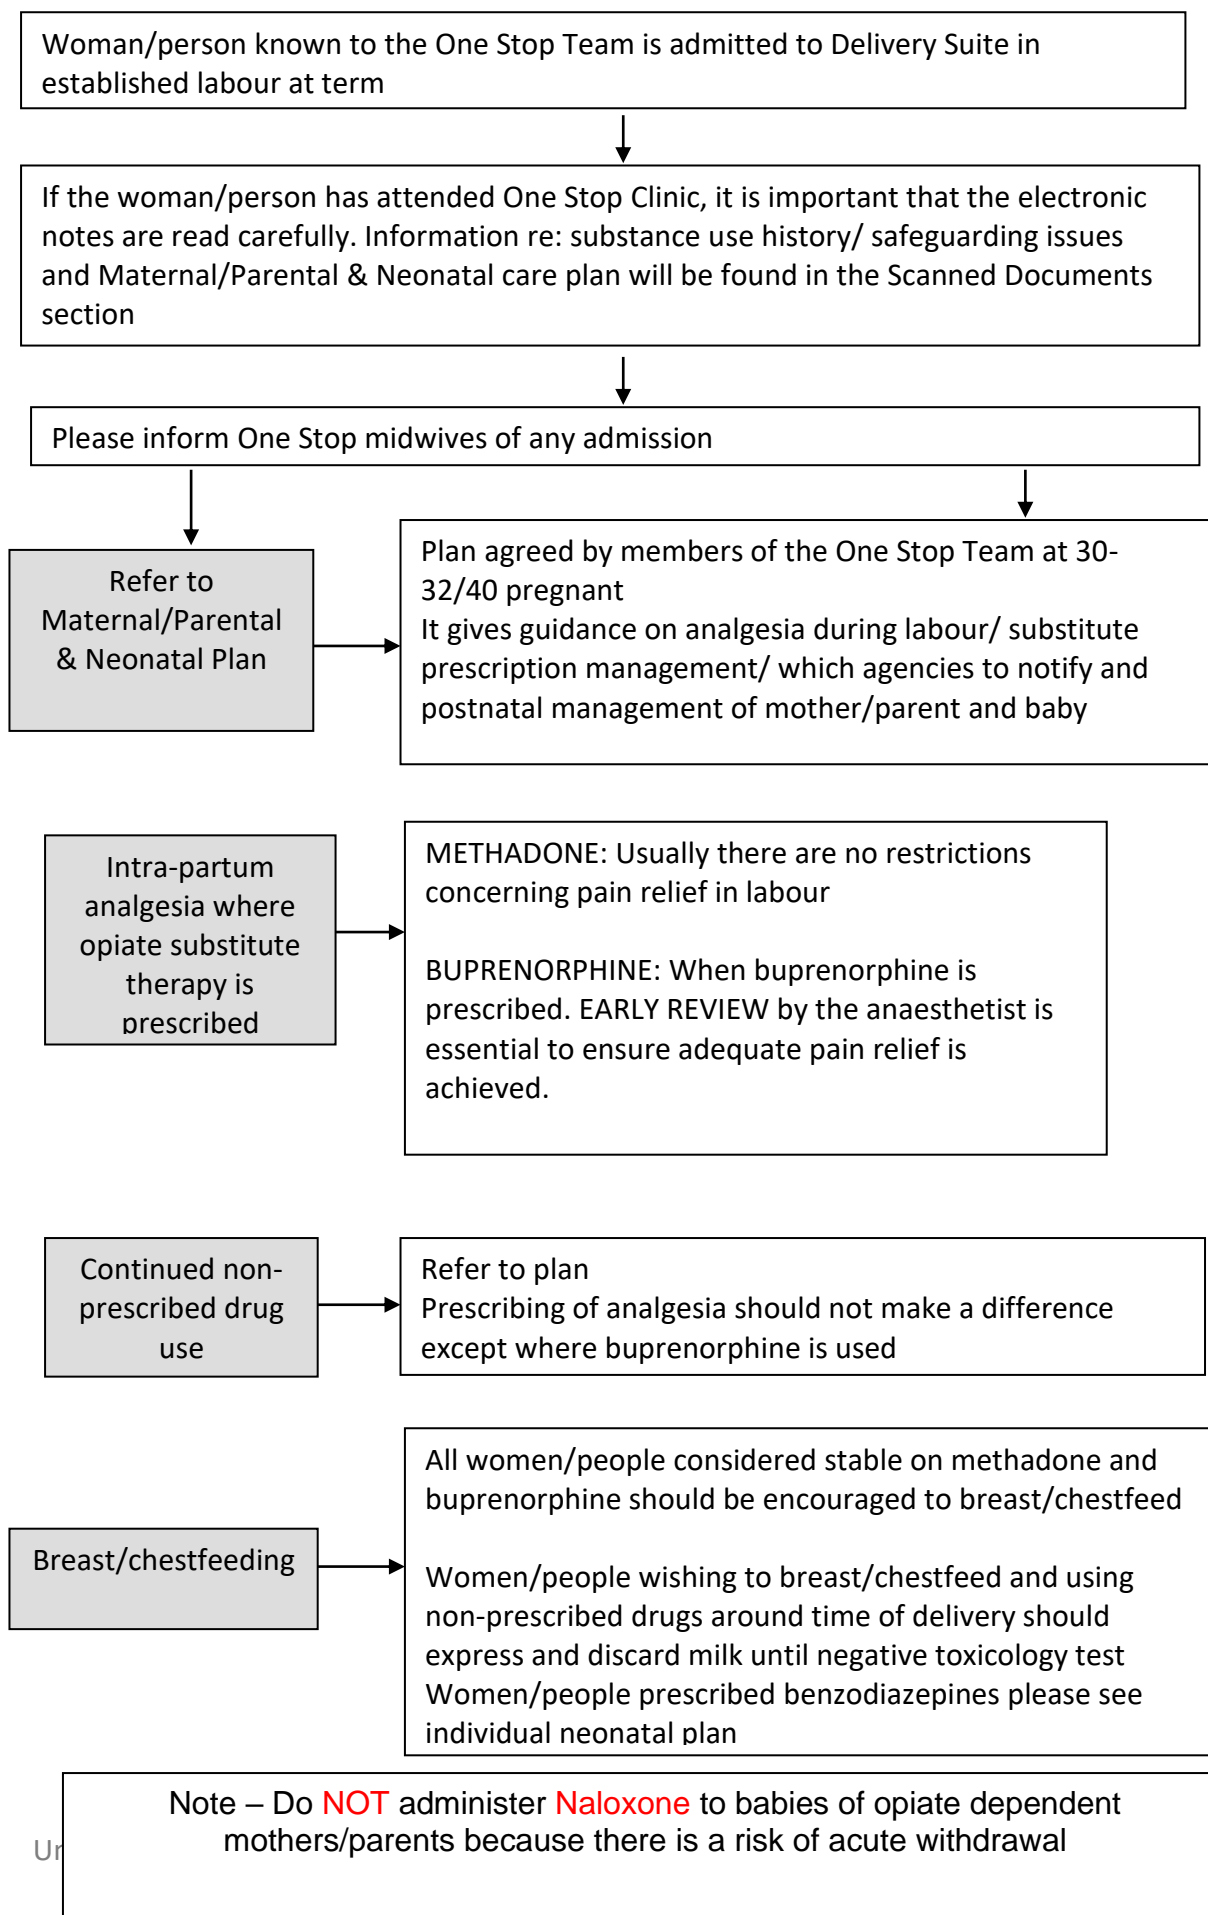 Woman/person known to the One Stop Team is admitted to Delivery Suite in
established labour at term
If the woman/person has attended One Stop Clinic, it is important that the electronic
notes are read carefully. Information re: substance use history/ safeguarding issues
and Maternal/Parental & Neonatal care plan will be found in the Scanned Documents
section
Please inform One Stop midwives of any admission
Refer to
Maternal/Parental
& Neonatal Plan
Plan agreed by members of the One Stop Team at 30-
32/40 pregnant
It gives guidance on analgesia during labour/ substitute
prescription management/ which agencies to notify and
postnatal management of mother/parent and baby
Intra-partum
analgesia where
opiate substitute
therapy is
prescribed
METHADONE: Usually there are no restrictions
concerning pain relief in labour
BUPRENORPHINE: When buprenorphine is
prescribed. EARLY REVIEW by the anaesthetist is
essential to ensure adequate pain relief is
achieved.
Continued non-
prescribed drug
use
Refer to plan
Prescribing of analgesia should not make a difference
except where buprenorphine is used
Breast/chestfeeding
All women/people considered stable on methadone and
buprenorphine should be encouraged to breast/chestfeed
Women/people wishing to breast/chestfeed and using
non-prescribed drugs around time of delivery should
express and discard milk until negative toxicology test
Women/people prescribed benzodiazepines please see
individual neonatal plan
Note – Do NOT administer Naloxone to babies of opiate dependent
mothers/parents because there is a risk of acute withdrawal